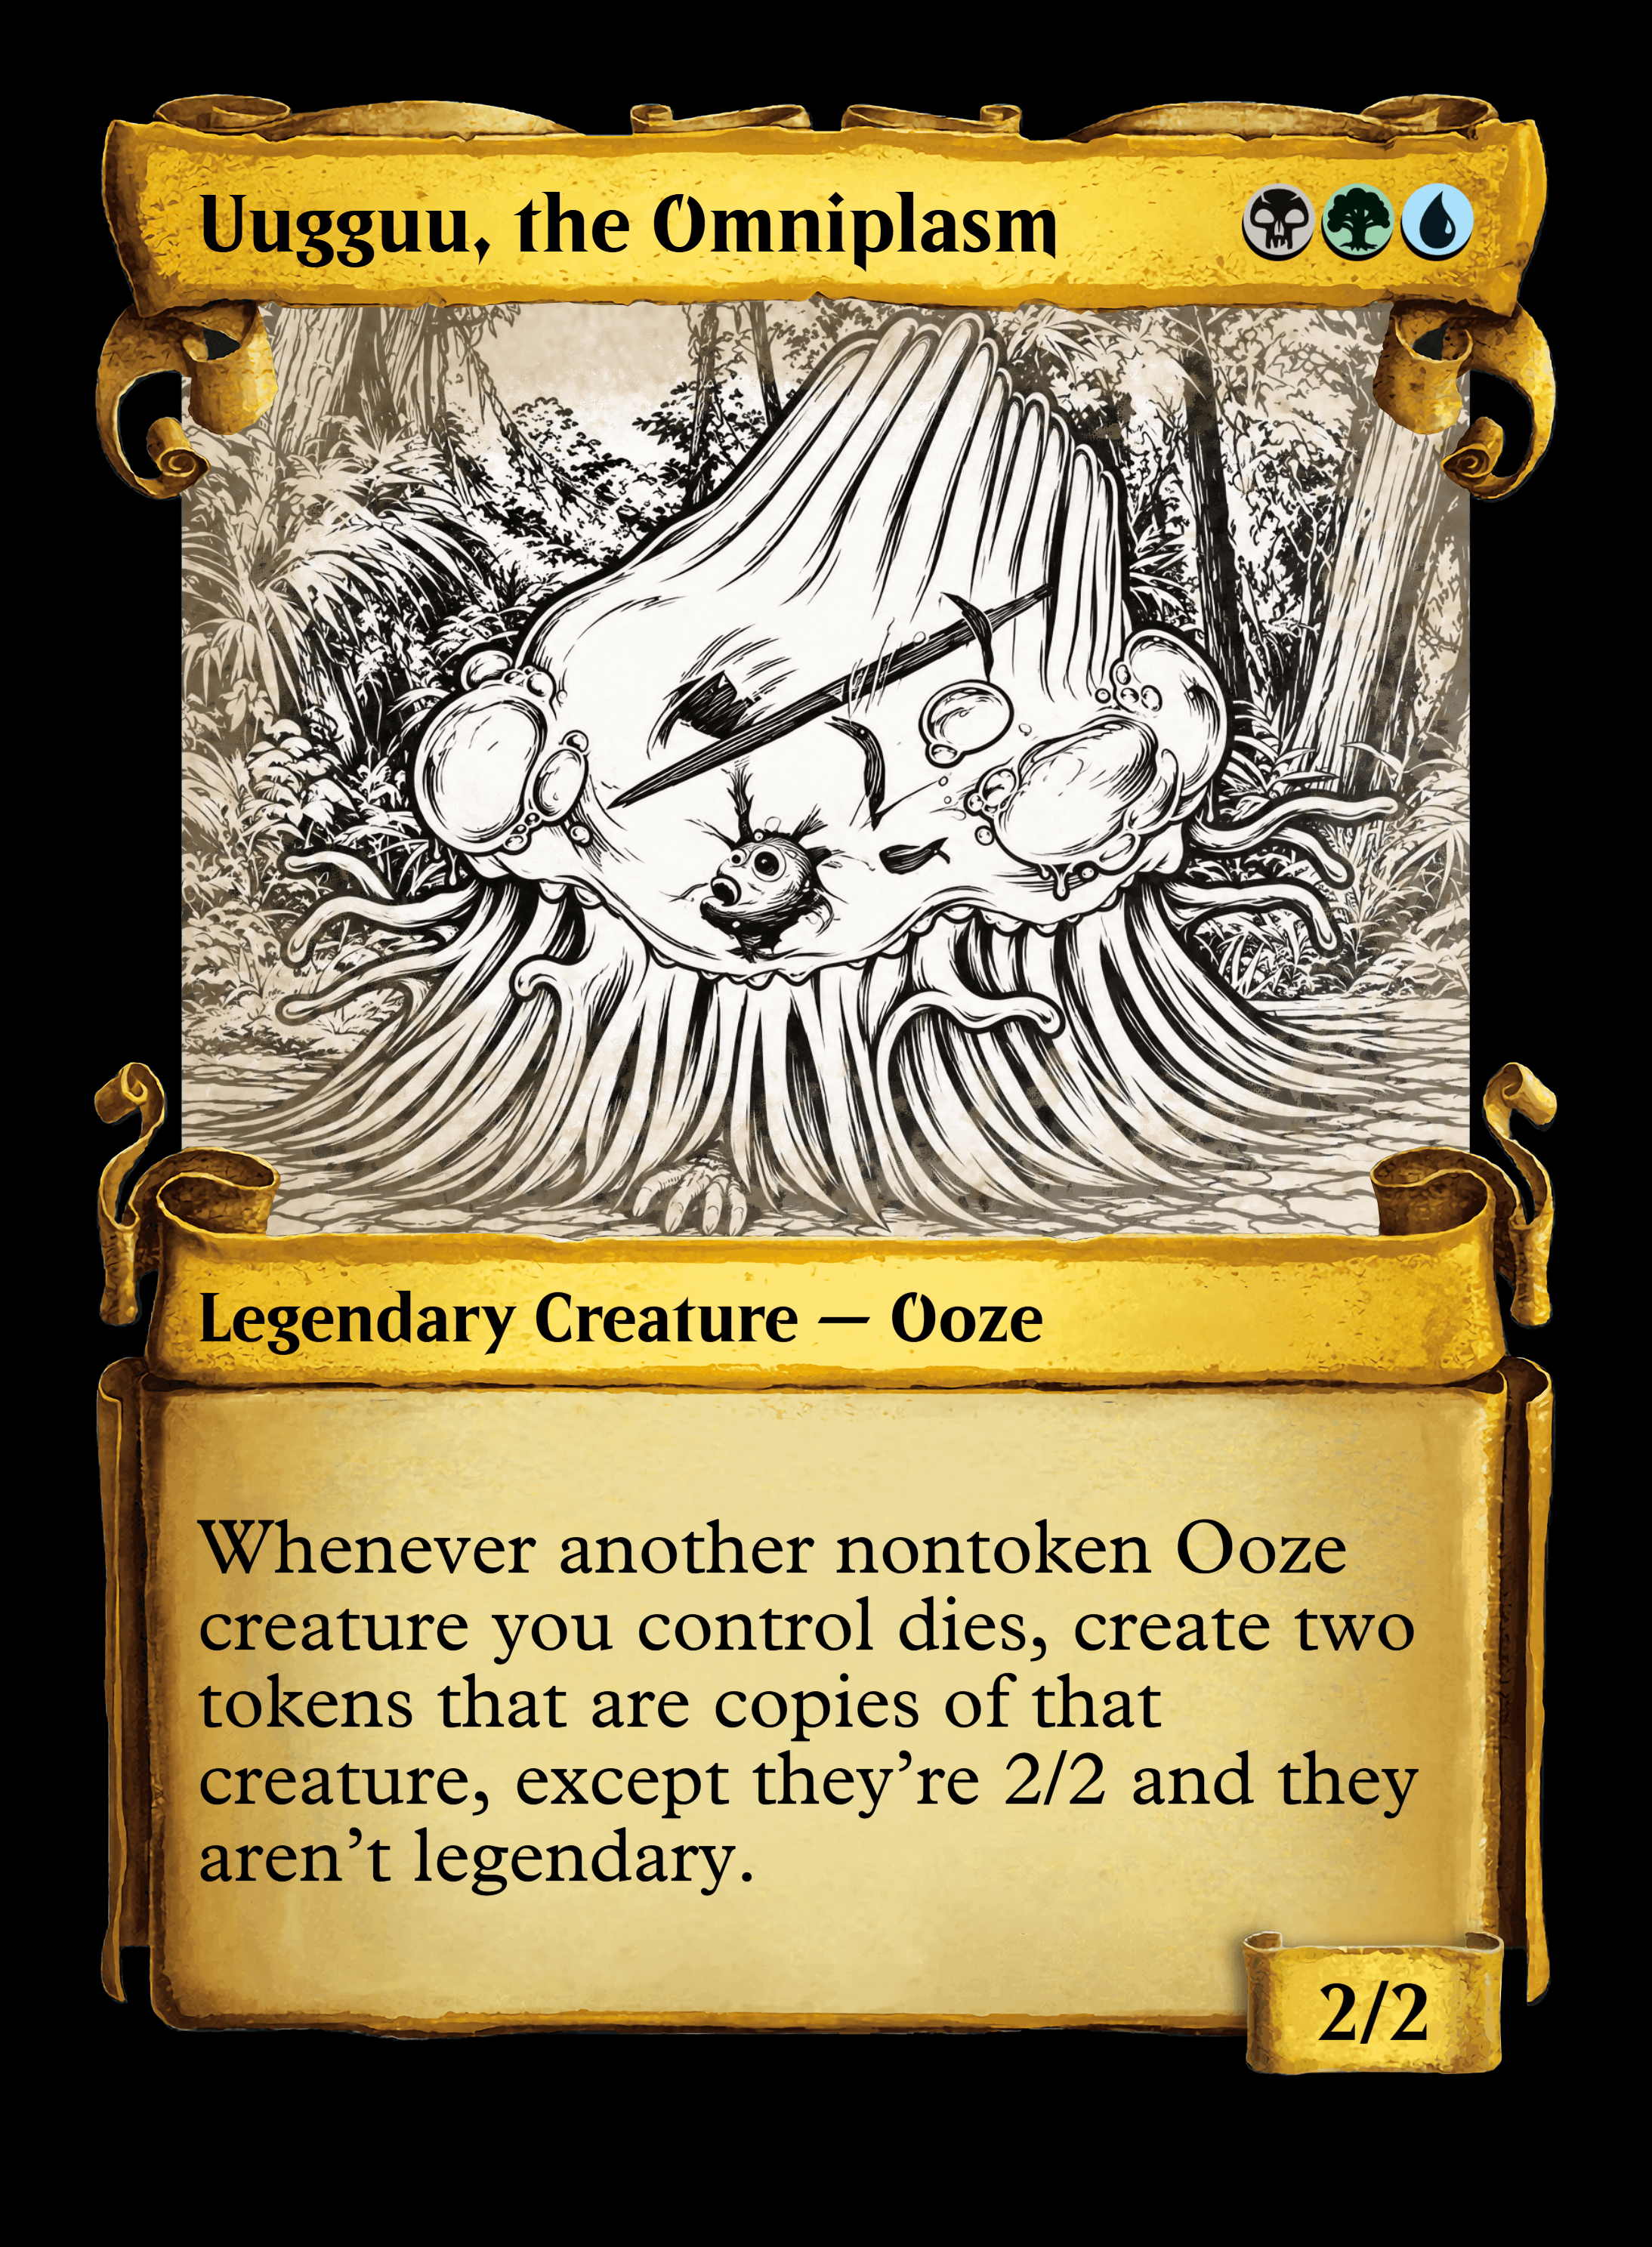 Uugguu, the Omniplasm
Legendary Creature — Ooze
Whenever another nontoken Ooze
creature you control dies, create two
tokens that are copies of that
creature, except they’re 2/2 and they
aren’t legendary.
2/2